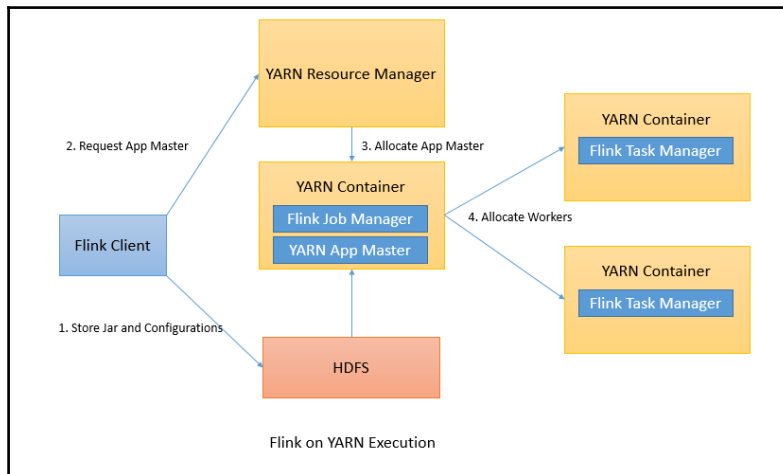 YARN Resource Manager
2. Request App Master
3. Allocate App Master
YARN Container
Flink Job Manager
YARN App Master
Flink Client
YARN Container
Flink Task Manager
4. Allocate Workers
YARN Container
Flink Task Manager
1. Store Jar and Configurations
HDFS
Flink on YARN Execution